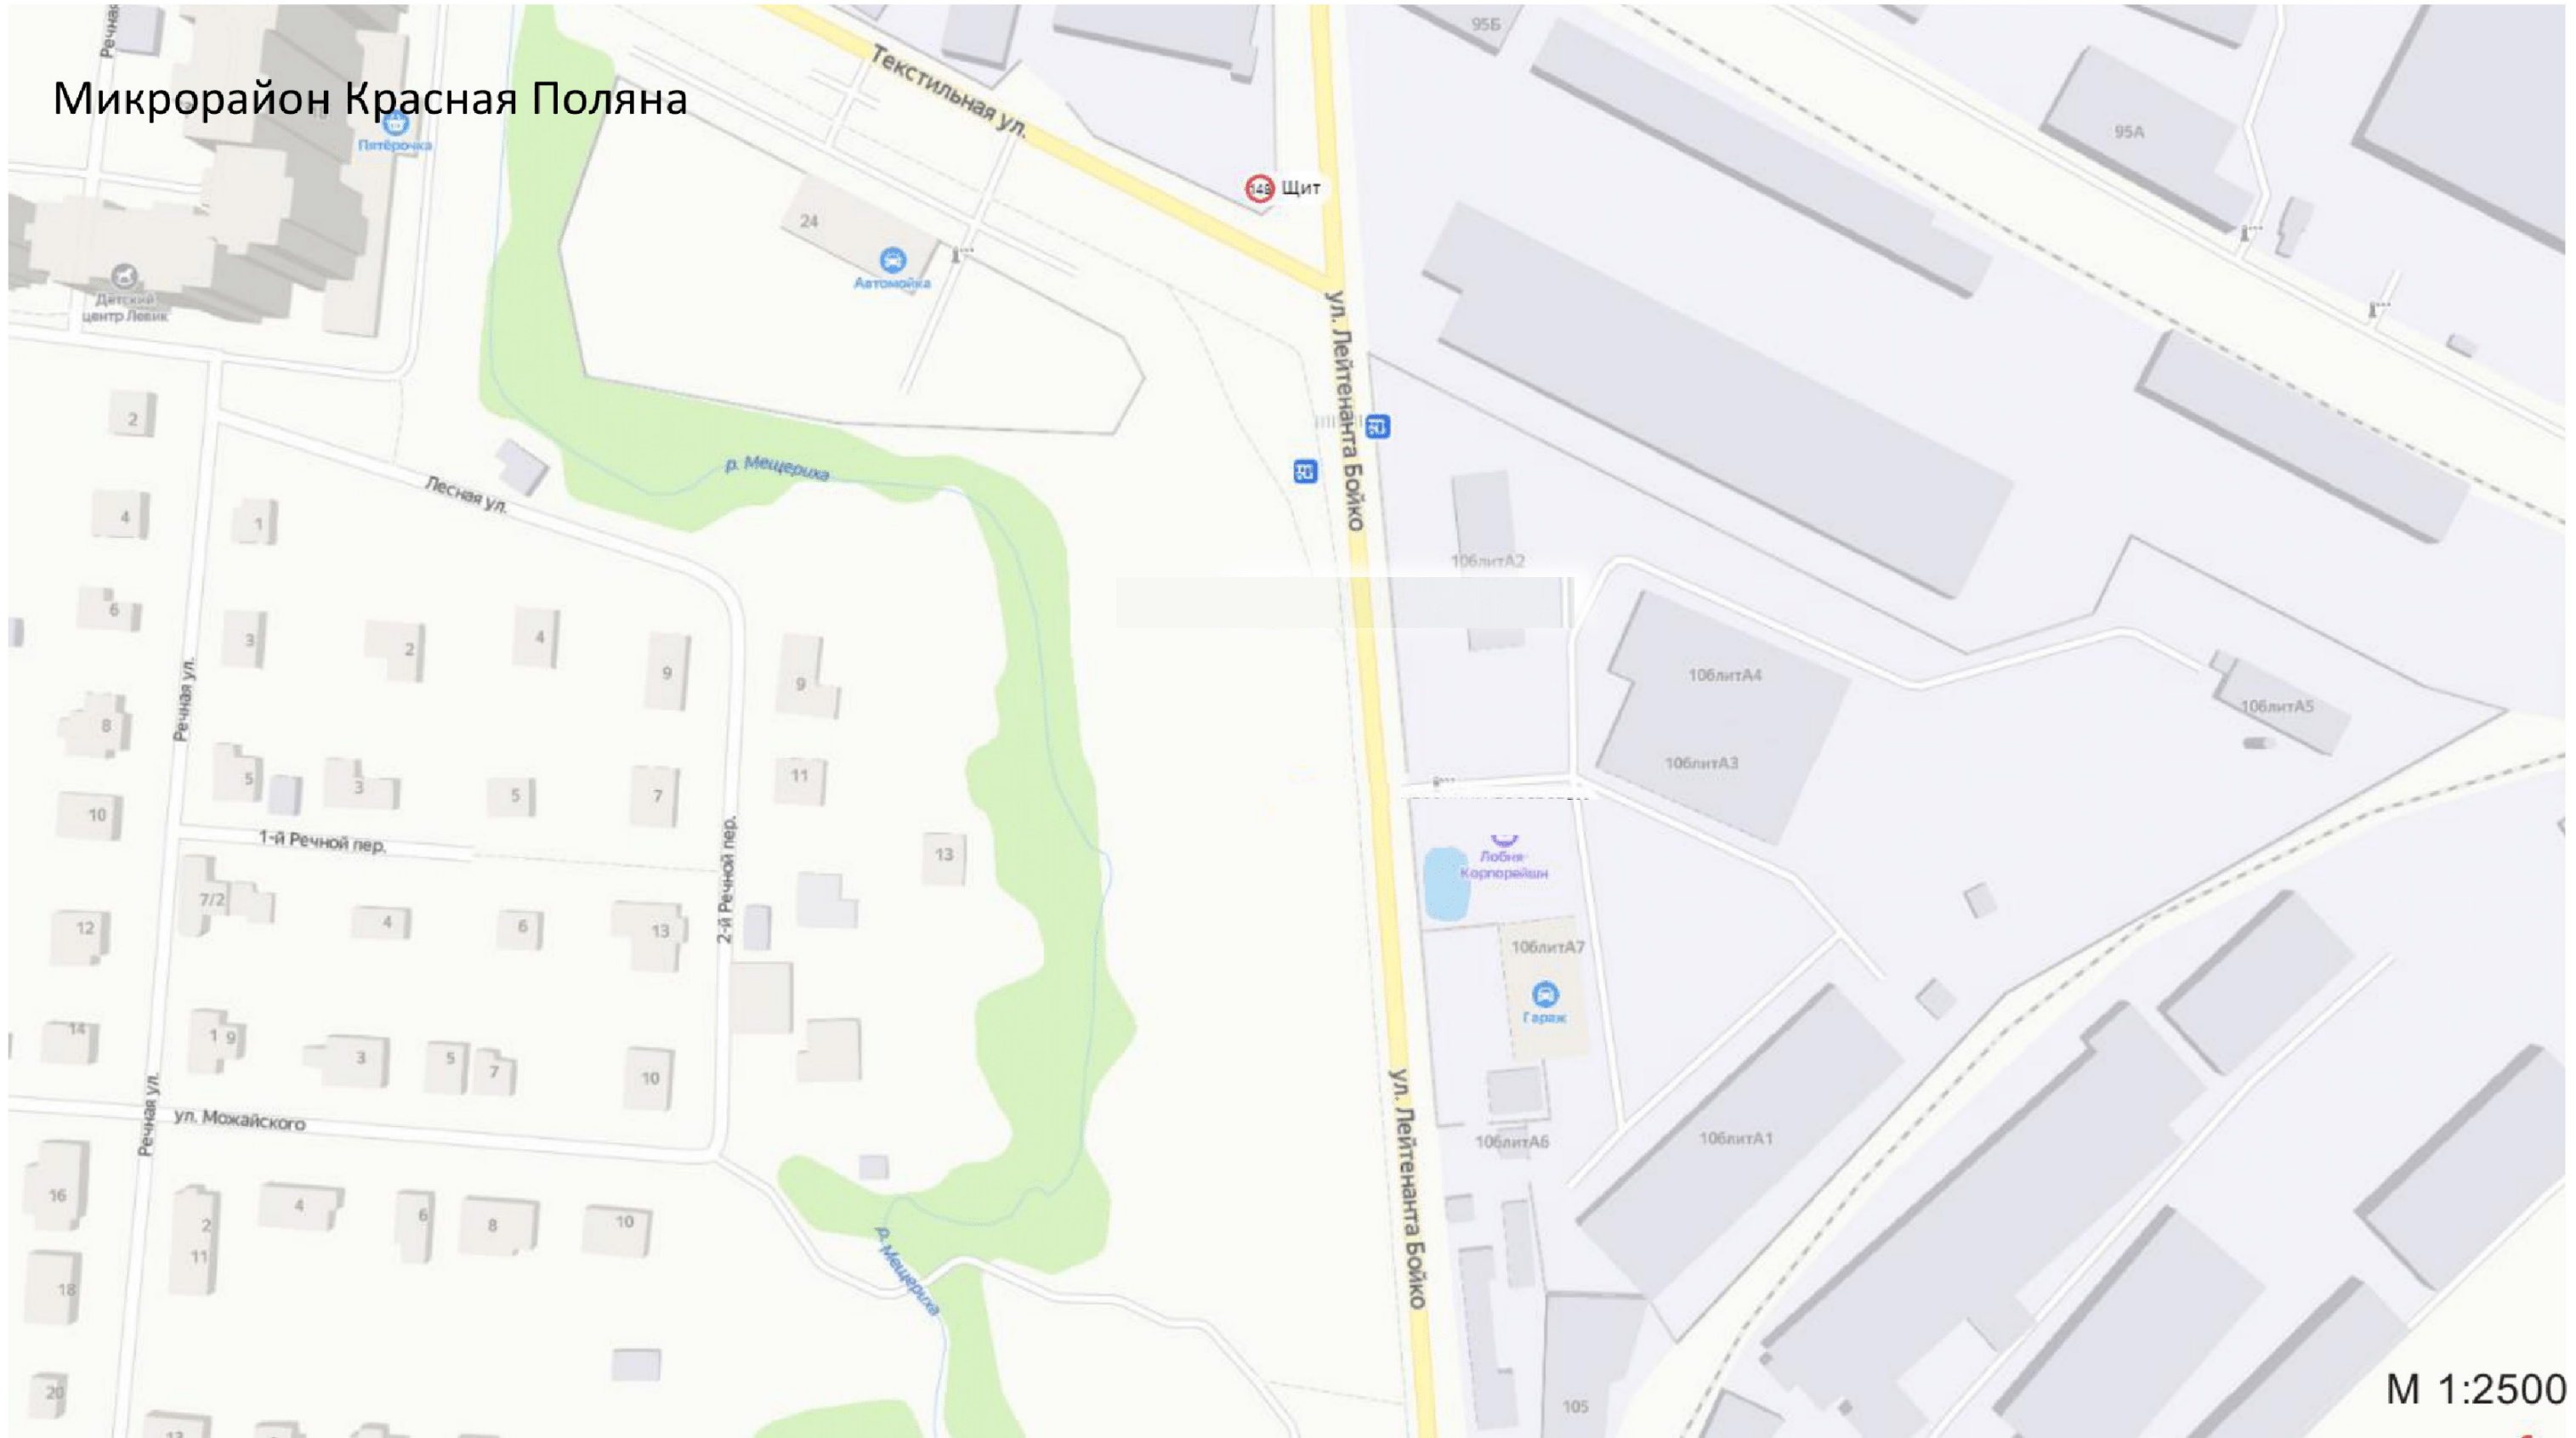 Речная
95Б
Текстильная ул.
Микрорайон Красная Поляна
95А
Пятёрочка
148 Щит
24
Автомойка
Детский
центр Левик
ул. Лейтенанта Бойко
2
р. Мещериха
Лесная ул.
4
1
106литА2
6
3
2
4
9
9
106литА4
Речная ул.
8
106литА5
106литА3
5
3
5
7
11
10
1-й Речной пер.
2-й Речной пер.
13
Лобня-
Корпорейшн
7/2
4
6
13
12
106литА7
Гараж
14
1 9
3
5
7
10
Речная ул.
ул. Можайского
ул. Лейтенанта Бойко
106литА6
106литА1
16
2
11
4
6
8
10
р. Мещериха
18
20
105
М 1:2500
13